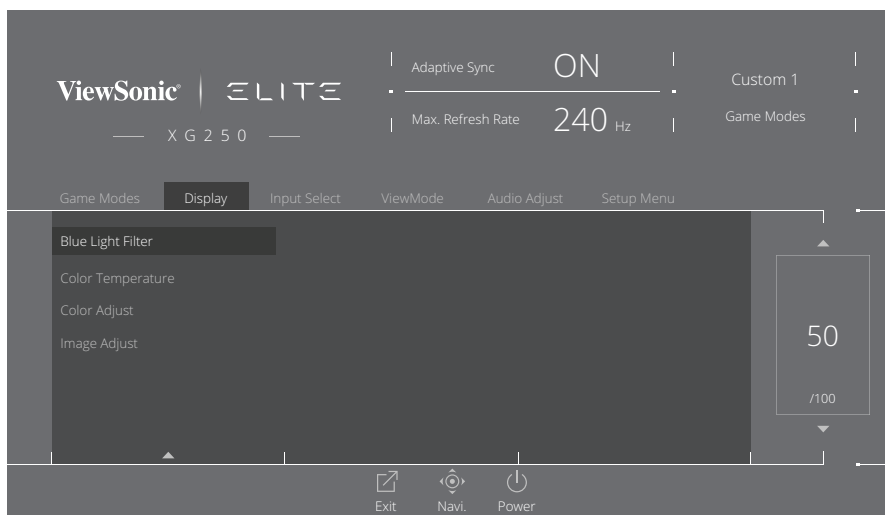 ViewSonic® | ELITE
XG250
Adaptive Sync ON
Max. Refresh Rate 240 Hz
Custom 1
Game Modes
Game Modes Display Input Select ViewMode Audio Adjust Setup Menu
Blue Light Filter
Color Temperature
Color Adjust
Image Adjust
50
/100
Exit Navi. Power